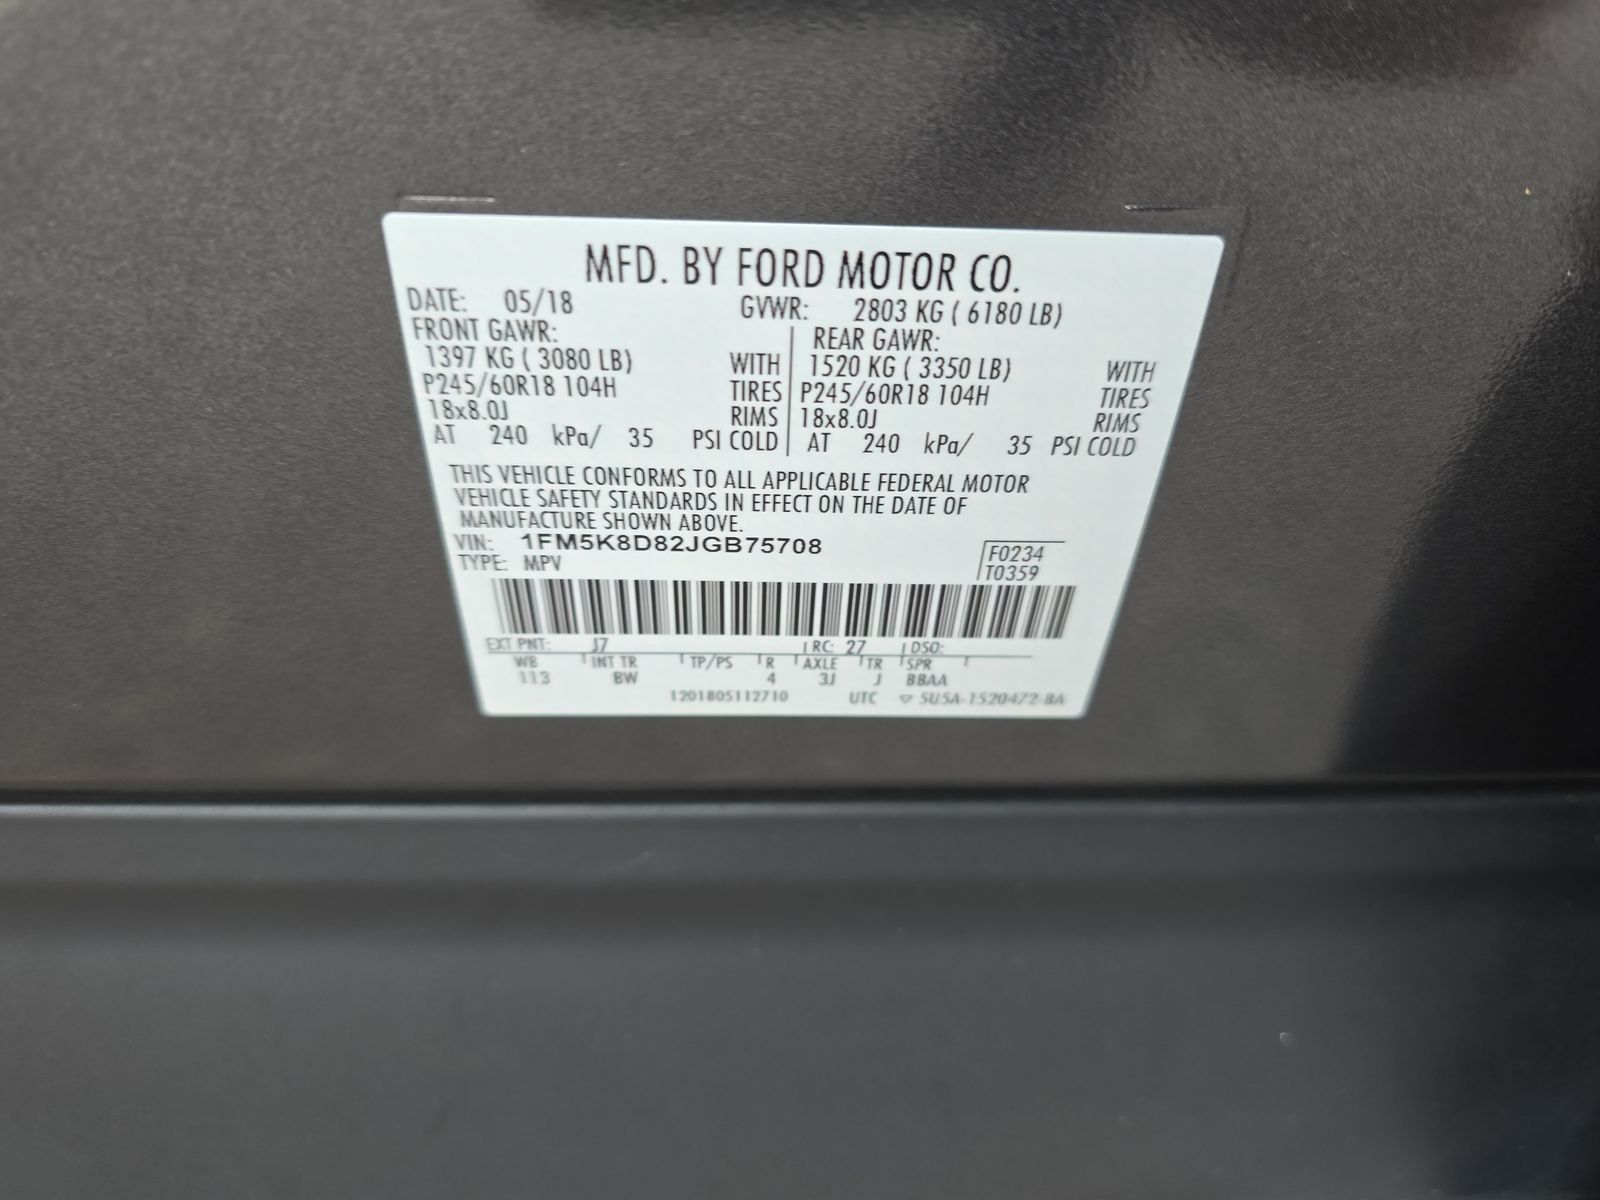 MFD. BY FORD MOTOR CO.
DATE: 05/18 GVWR: 2803 KG ( 6180 LB)
FRONT GAWR: REAR GAWR:
1397 KG ( 3080 LB) WITH 1520 KG ( 3350 LB) WITH
P245/60R18 104H TIRES P245/60R18 104H TIRES
18x8.0J RIMS 18x8.0J RIMS
AT 240 kPa/ 35 PSI COLD AT 240 kPa/ 35 PSI COLD
THIS VEHICLE CONFORMS TO ALL APPLICABLE FEDERAL MOTOR
VEHICLE SAFETY STANDARDS IN EFFECT ON THE DATE OF
MANUFACTURE SHOWN ABOVE.
VIN: 1FM5K8D82JGB75708 F0234
TYPE: MPV T0359
EXT PNT: J7 RC: 27 DSO:
WB INT TR TP/PS R AXLE TR SPR
113 BW 4 3J J BBAA
1201805112710 UTC ▽ 5U5A-1520472-BA